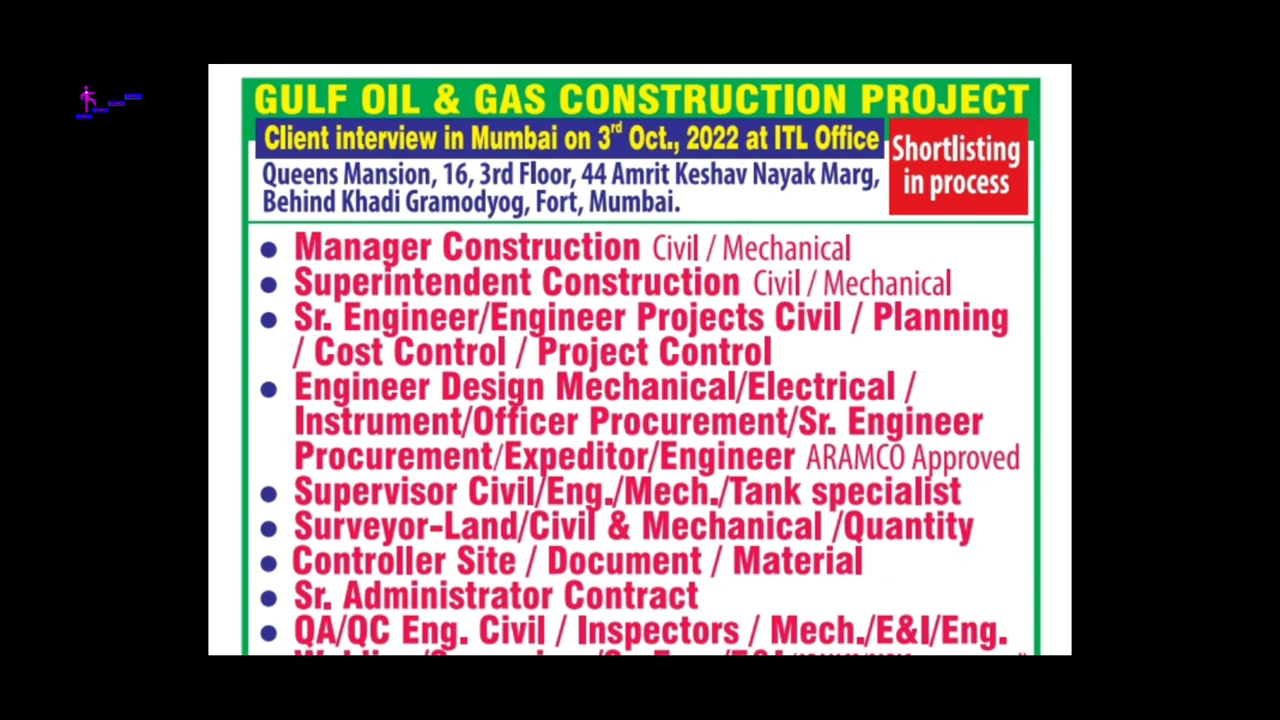 GULF OIL & GAS CONSTRUCTION PROJECT
Client interview in Mumbai on 3rd Oct., 2022 at ITL Office
Shortlisting
in process
Queens Mansion, 16, 3rd Floor, 44 Amrit Keshav Nayak Marg,
Behind Khadi Gramodyog, Fort, Mumbai.
• Manager Construction Civil / Mechanical
• Superintendent Construction Civil / Mechanical
• Sr. Engineer/Engineer Projects Civil / Planning
/ Cost Control / Project Control
• Engineer Design Mechanical/Electrical /
Instrument/Officer Procurement/Sr. Engineer
Procurement/Expeditor/Engineer ARAMCO Approved
• Supervisor Civil/Eng./Mech./Tank specialist
• Surveyor-Land/Civil & Mechanical /Quantity
• Controller Site / Document / Material
• Sr. Administrator Contract
• QA/QC Eng. Civil / Inspectors / Mech./E&I/Eng.